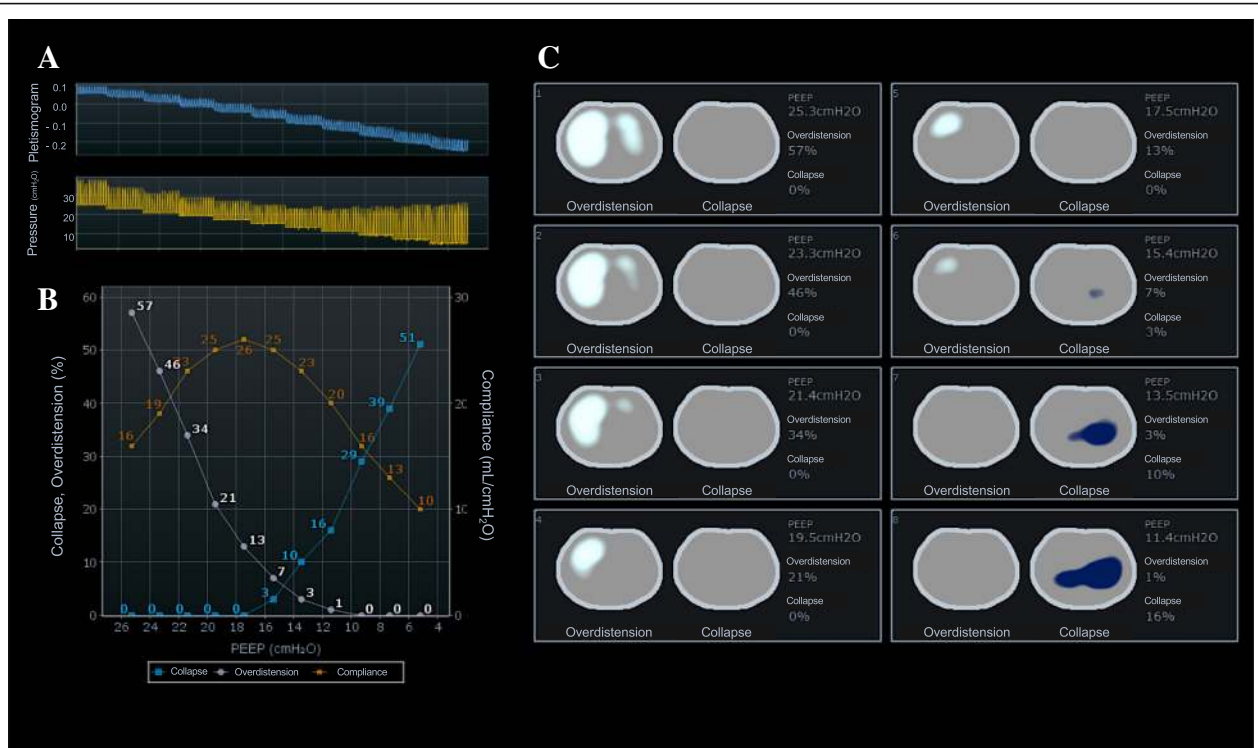 A
Pletismogram
0.1
0.0
- 0.1
- 0.2
Pressure (cmH₂O)
30
20
10
B
Collapse, Overdistension (%)
60
50
40
30
20
10
0
57
46
34
21
13
7
3
1
0
0
0
16
19
23
25
26
25
23
20
16
13
10
0
0
0
0
0
3
10
16
29
39
51
30
20
10
0
Compliance (mL/cmH₂O)
26 24 22 20 18 16 14 12 10 8 6 4
PEEP (cmH₂O)
Collapse Overdistension Compliance
C
1
PEEP
25.3cmH2O
Overdistension
57%
Collapse
0%
Overdistension Collapse
2
PEEP
23.3cmH2O
Overdistension
46%
Collapse
0%
Overdistension Collapse
3
PEEP
21.4cmH2O
Overdistension
34%
Collapse
0%
Overdistension Collapse
4
PEEP
19.5cmH2O
Overdistension
21%
Collapse
0%
Overdistension Collapse
5
PEEP
17.5cmH2O
Overdistension
13%
Collapse
0%
Overdistension Collapse
6
PEEP
15.4cmH2O
Overdistension
7%
Collapse
3%
Overdistension Collapse
7
PEEP
13.5cmH2O
Overdistension
3%
Collapse
10%
Overdistension Collapse
8
PEEP
11.4cmH2O
Overdistension
1%
Collapse
16%
Overdistension Collapse